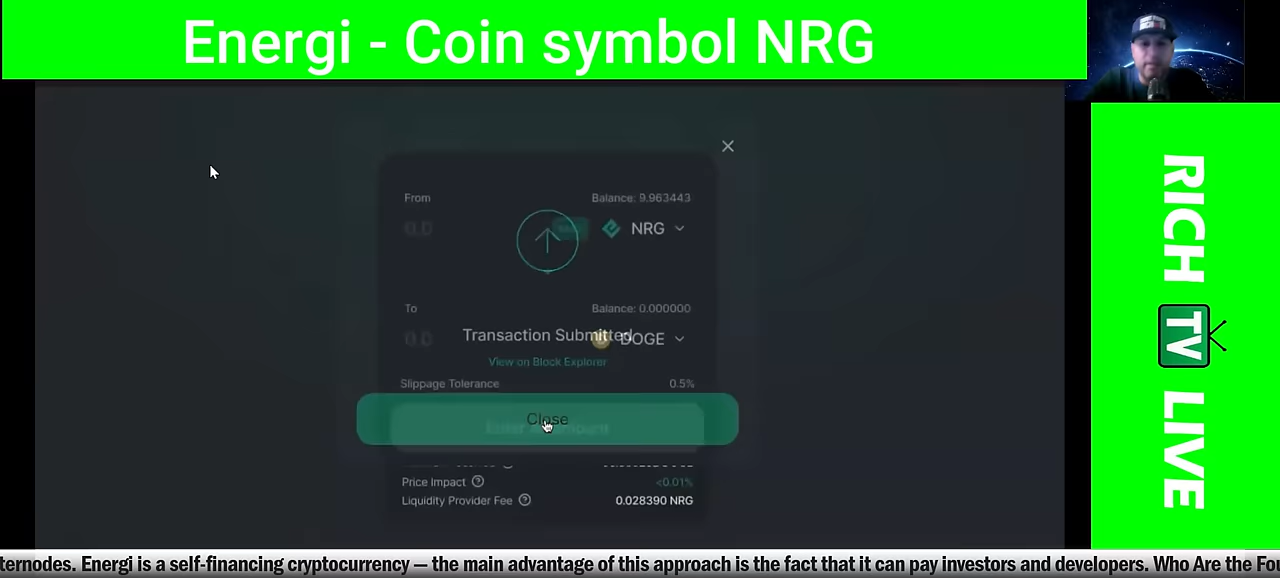 Energi - Coin symbol NRG
From
Balance: 9.963443
NRG
To
Balance: 0.000000
Transaction Submitted
DOGE
View on Block Explorer
Slippage Tolerance
0.5%
Close
Price Impact
<0.01%
Liquidity Provider Fee
0.028390 NRG
RICH TV LIVE
ternodes. Energi is a self-financing cryptocurrency — the main advantage of this approach is the fact that it can pay investors and developers. Who Are the Fou